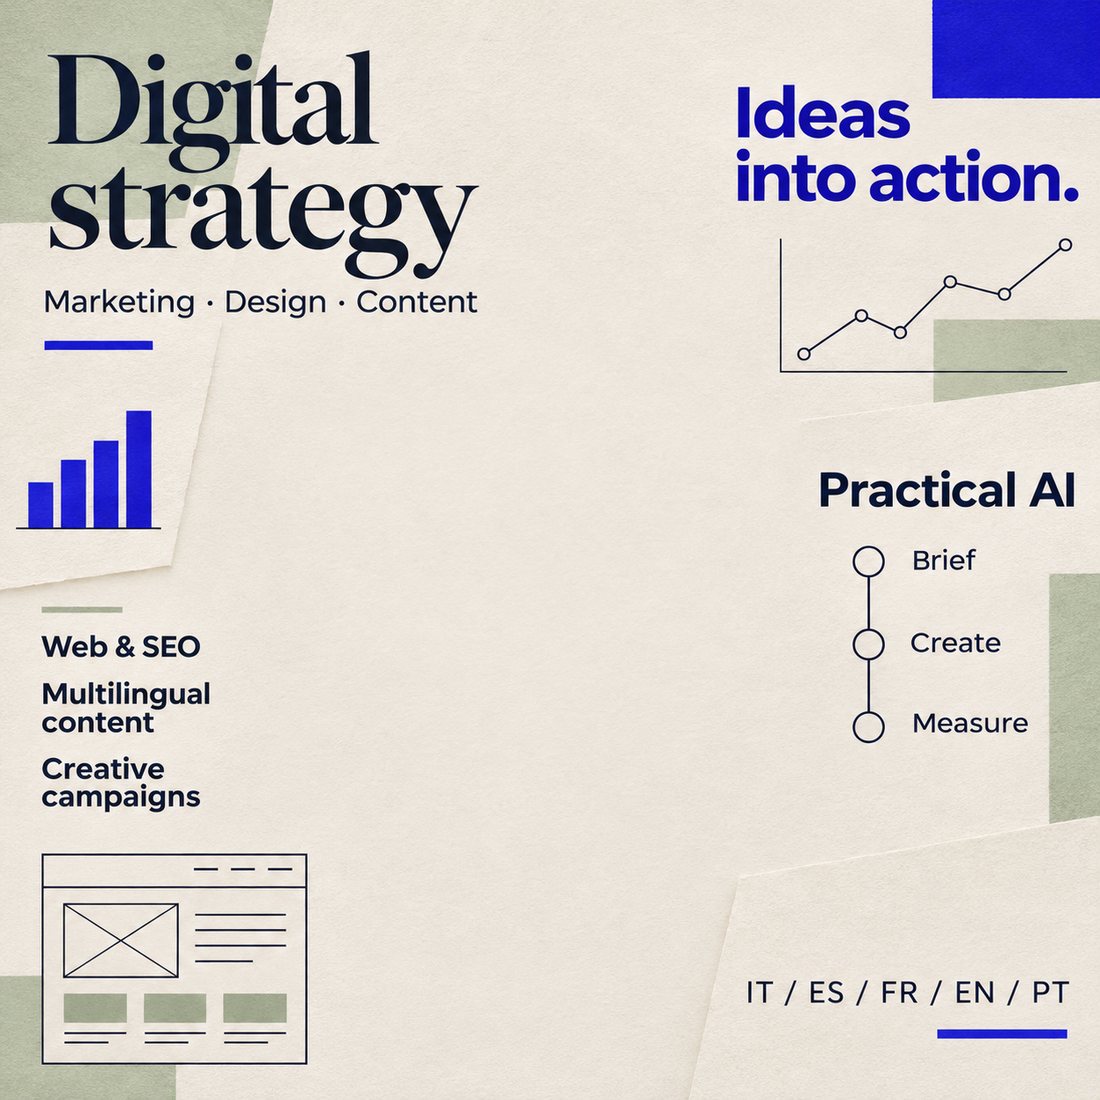 Digital
strategy
Marketing · Design · Content
Ideas
into action.
Practical AI
Brief
Create
Measure
Web & SEO
Multilingual
content
Creative
campaigns
IT / ES / FR / EN / PT